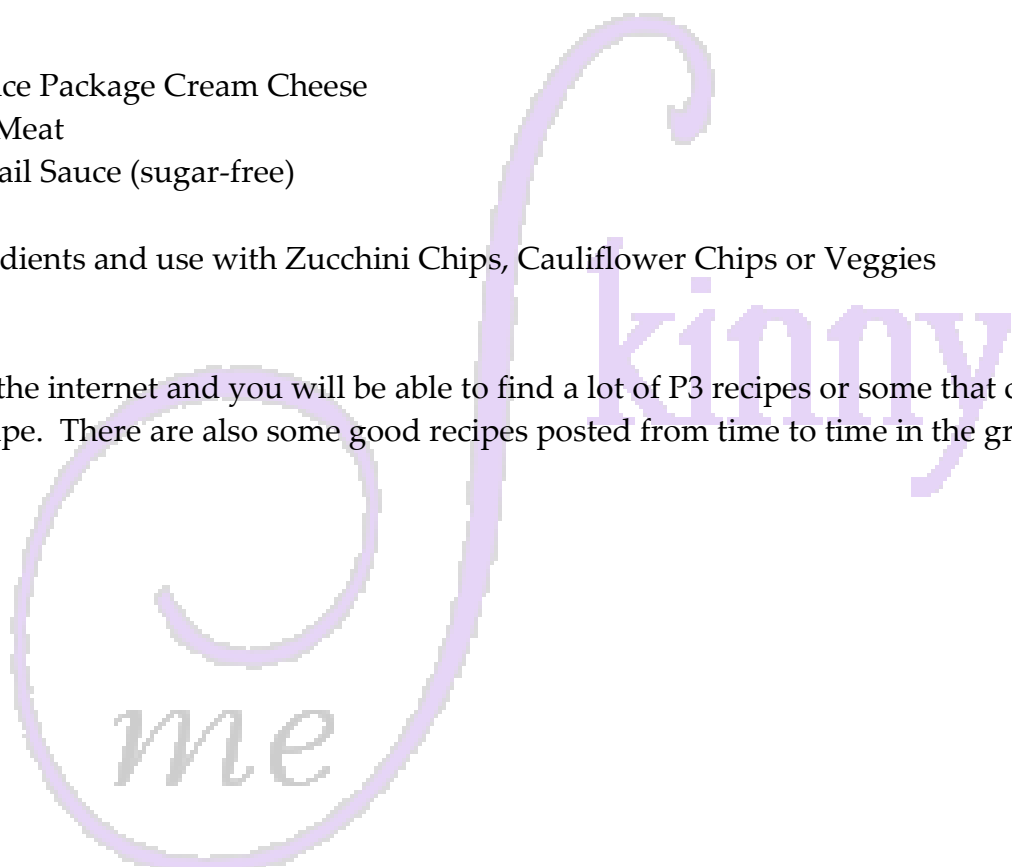 ce Package Cream Cheese
Meat
ail Sauce (sugar-free)
dients and use with Zucchini Chips, Cauliflower Chips or Veggies
the internet and you will be able to find a lot of P3 recipes or some that
ipe. There are also some good recipes posted from time to time in the gr
Skinny
me